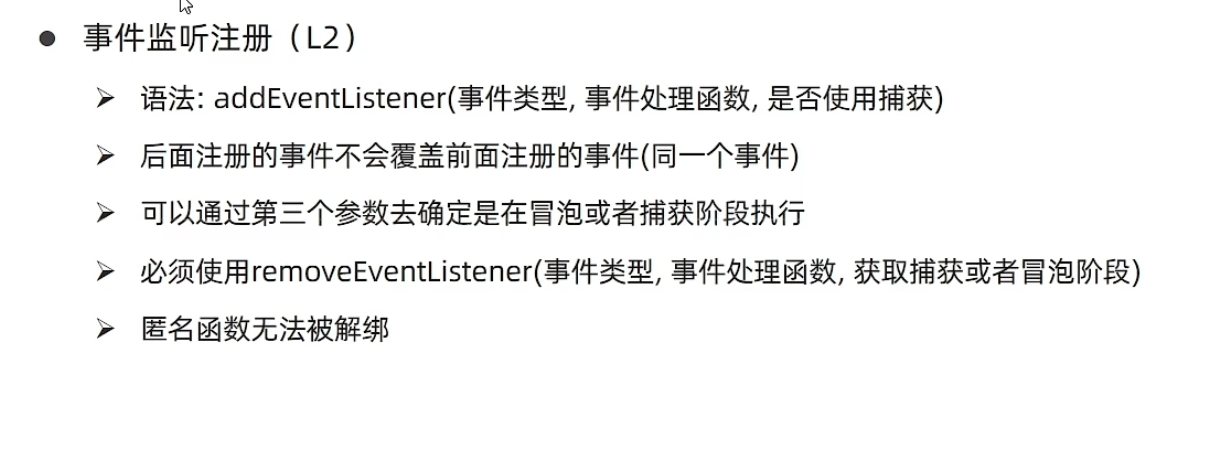 ● 事件监听注册（L2）
➢ 语法: addEventListener(事件类型, 事件处理函数, 是否使用捕获)
➢ 后面注册的事件不会覆盖前面注册的事件(同一个事件)
➢ 可以通过第三个参数去确定是在冒泡或者捕获阶段执行
➢ 必须使用removeEventListener(事件类型, 事件处理函数, 获取捕获或者冒泡阶段)
➢ 匿名函数无法被解绑